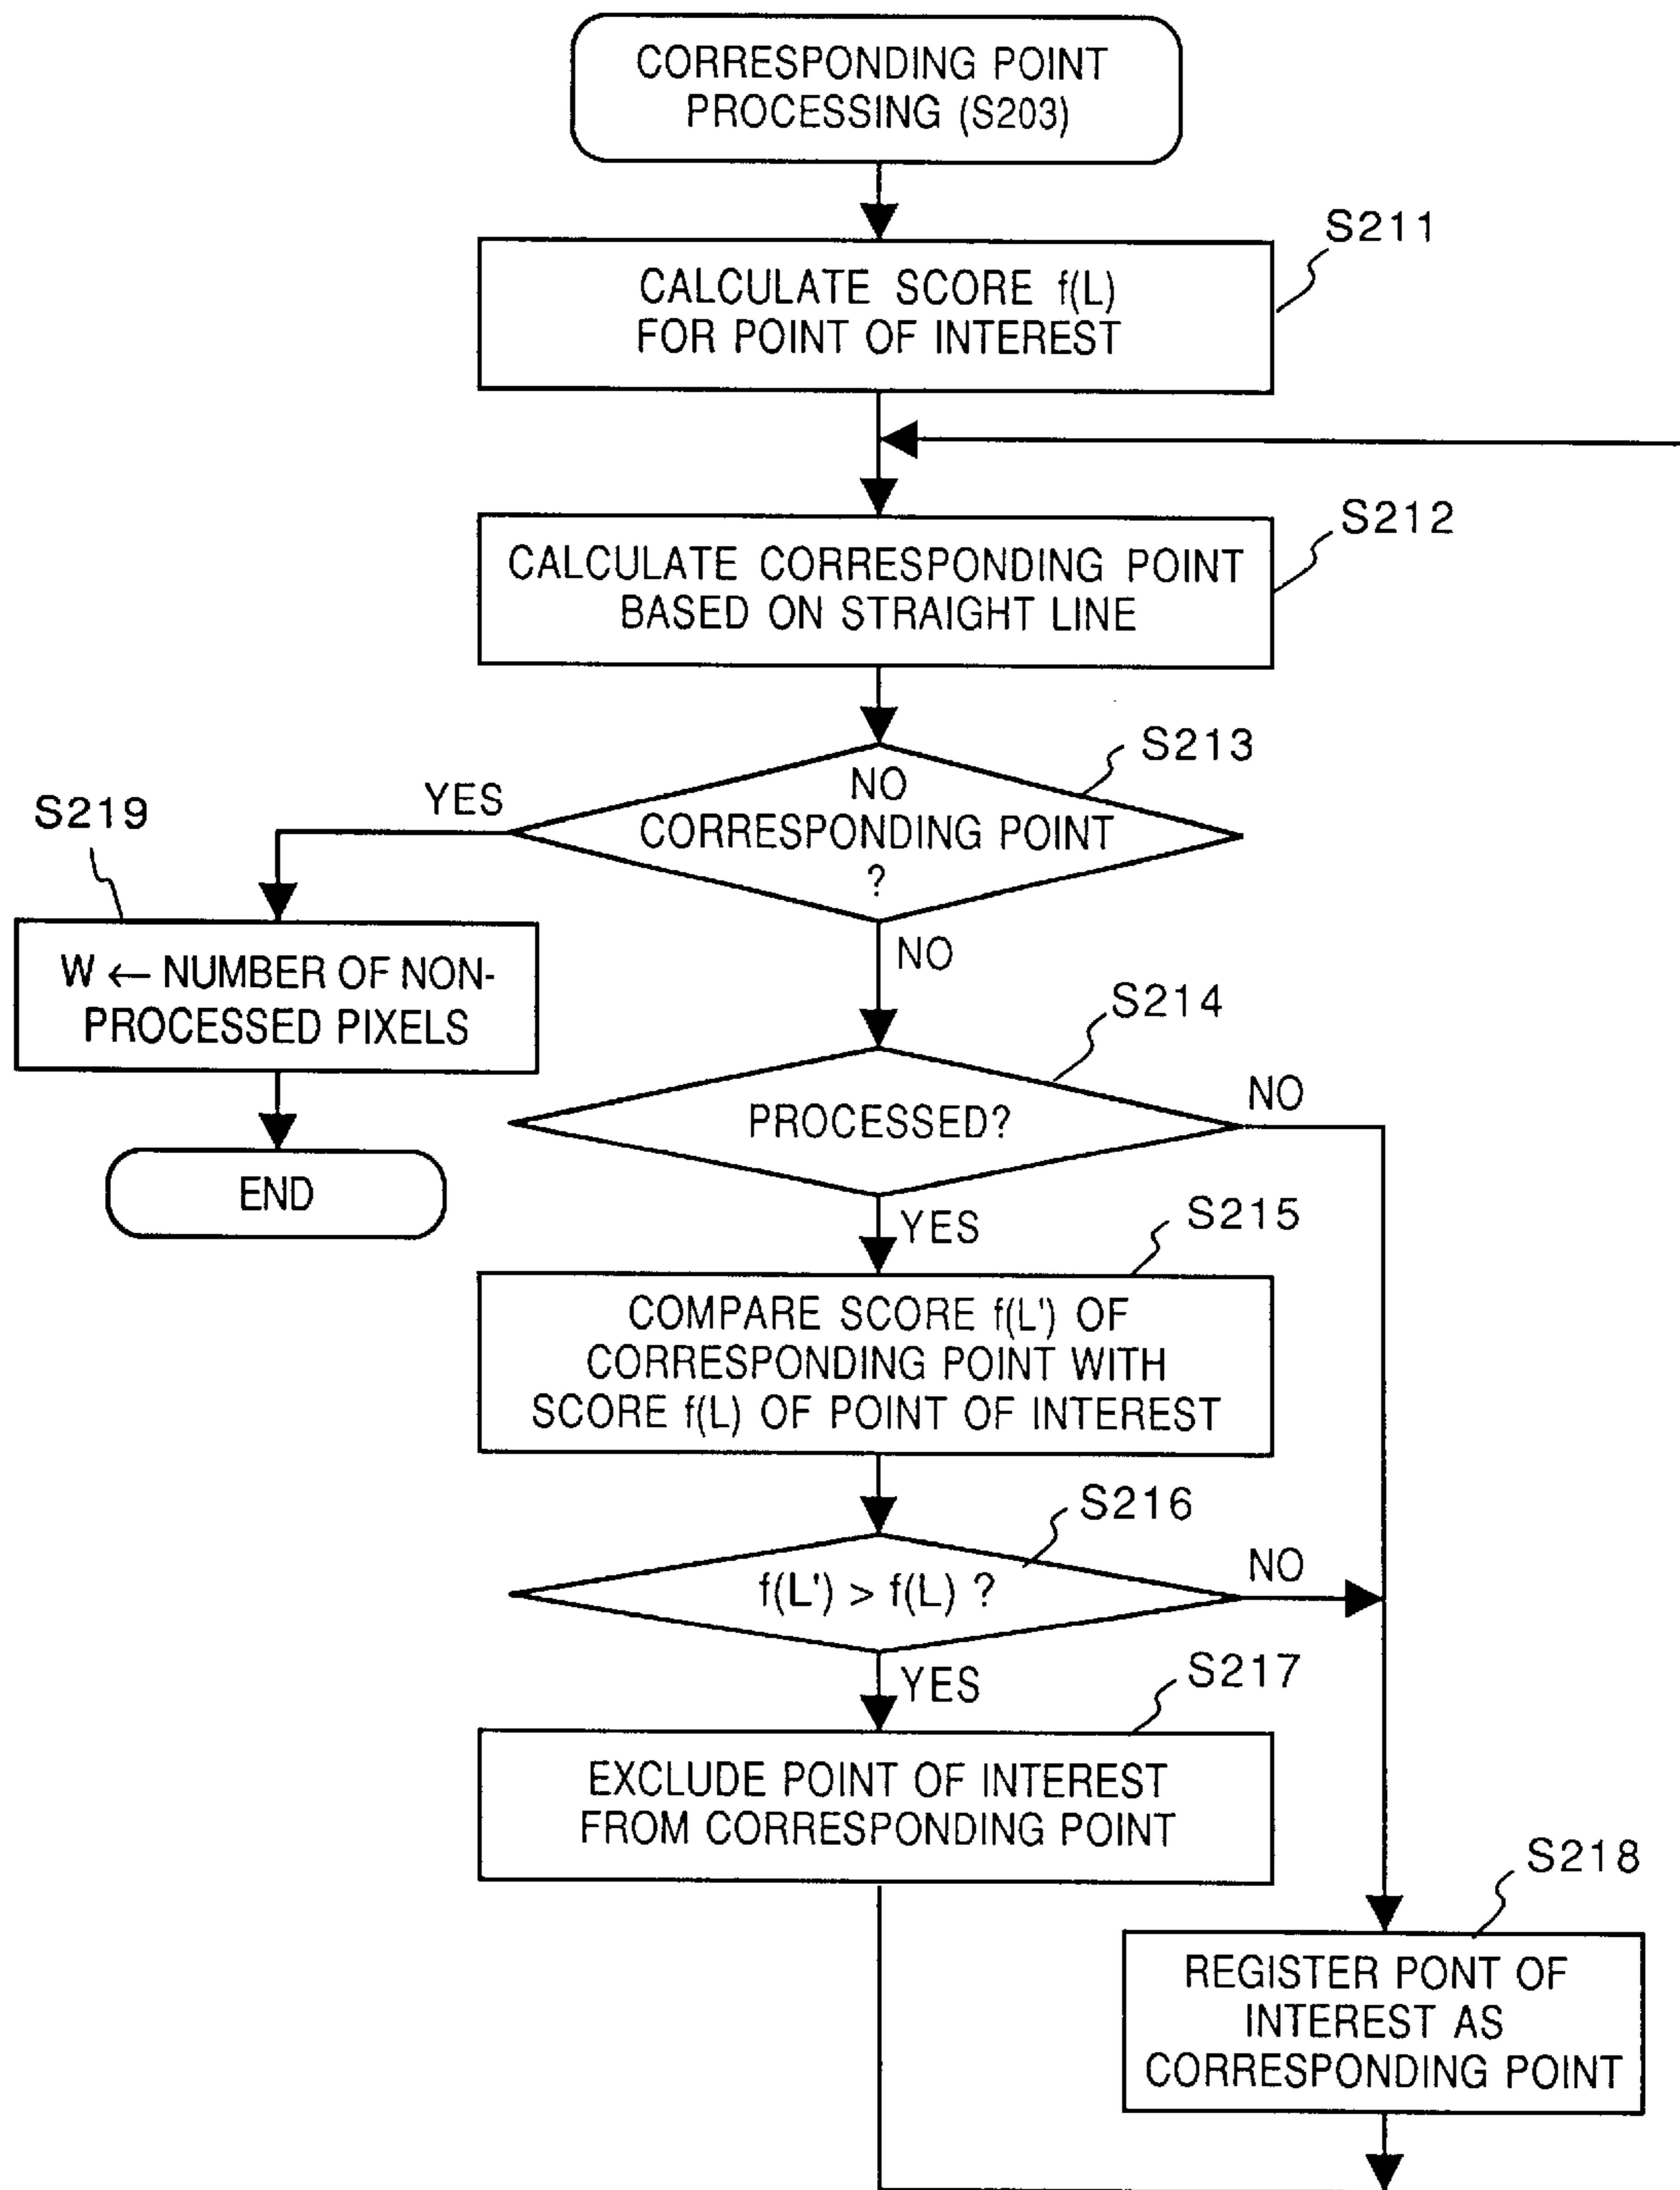 CORRESPONDING POINT
PROCESSING (S203)
S211
CALCULATE SCORE f(L)
FOR POINT OF INTEREST
S212
CALCULATE CORRESPONDING POINT
BASED ON STRAIGHT LINE
S213
NO
CORRESPONDING POINT
?
YES
S219
NO
W ← NUMBER OF NON-
PROCESSED PIXELS
S214
PROCESSED?
NO
END
YES
S215
COMPARE SCORE f(L') OF
CORRESPONDING POINT WITH
SCORE f(L) OF POINT OF INTEREST
S216
f(L') > f(L) ?
NO
YES
S217
EXCLUDE POINT OF INTEREST
FROM CORRESPONDING POINT
S218
REGISTER PONT OF
INTEREST AS
CORRESPONDING POINT